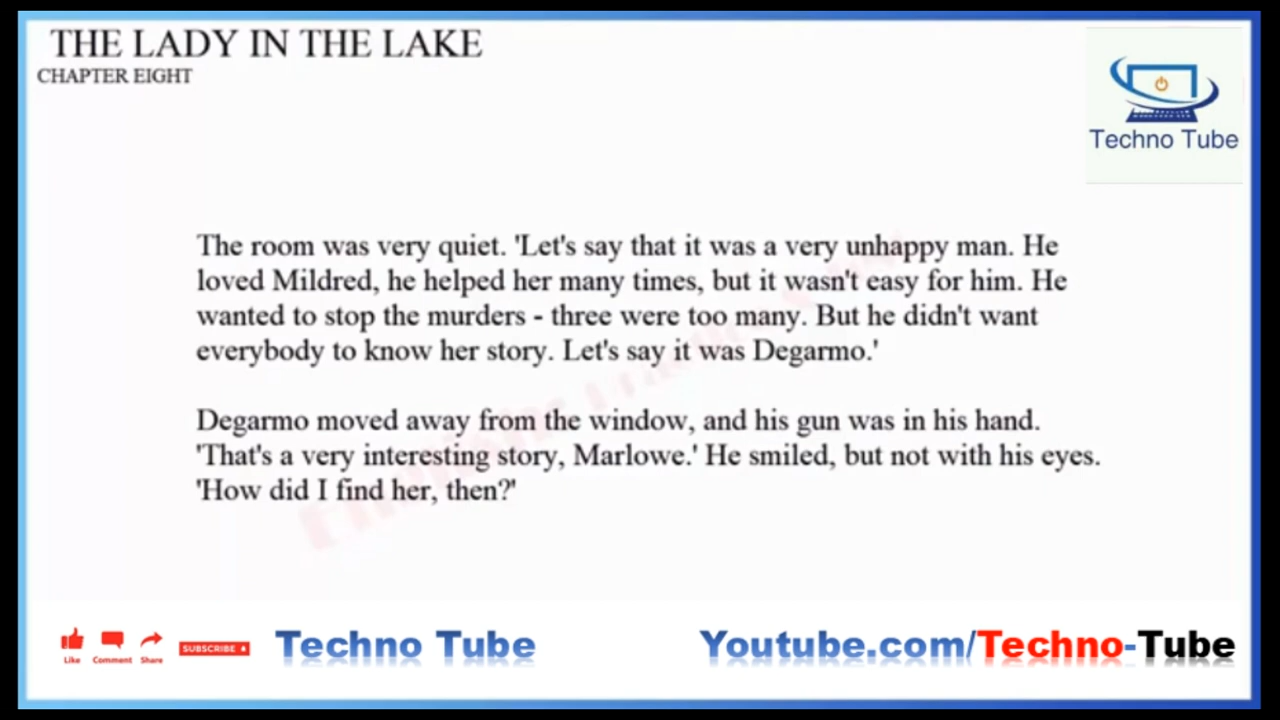 THE LADY IN THE LAKE
CHAPTER EIGHT
Techno Tube
The room was very quiet. 'Let's say that it was a very unhappy man. He
loved Mildred, he helped her many times, but it wasn't easy for him. He
wanted to stop the murders - three were too many. But he didn't want
everybody to know her story. Let's say it was Degarmo.'
Degarmo moved away from the window, and his gun was in his hand.
'That's a very interesting story, Marlowe.' He smiled, but not with his eyes.
'How did I find her, then?'
Like Comment Share SUBSCRIBE Techno Tube Youtube.com/Techno-Tube